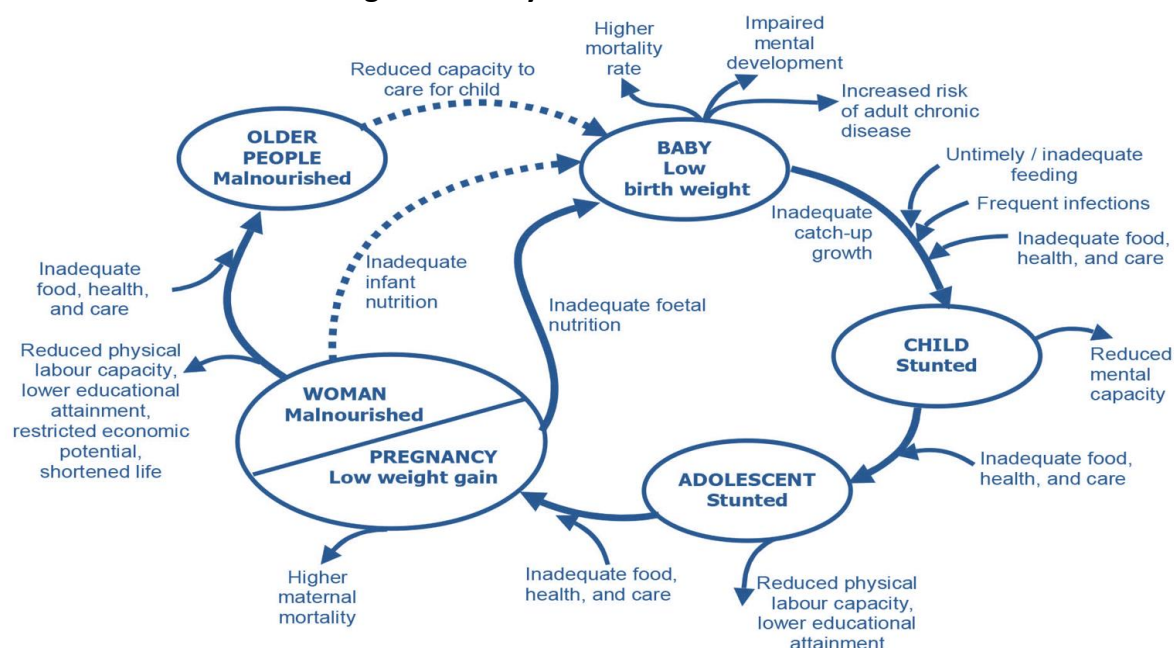 Higher
mortality
rate
Impaired
mental
development
Increased risk
of adult chronic
disease
Reduced capacity to
care for child
OLDER
PEOPLE
Malnourished
BABY
Low
birth weight
Untimely / inadequate
feeding
Frequent infections
Inadequate food,
health, and care
Inadequate
catch-up
growth
Inadequate
food, health,
and care
Inadequate
infant
nutrition
Inadequate foetal
nutrition
CHILD
Stunted
Reduced
mental
capacity
Reduced physical
labour capacity,
lower educational
attainment,
restricted economic
potential,
shortened life
WOMAN
Malnourished
PREGNANCY
Low weight gain
ADOLESCENT
Stunted
Inadequate food,
health, and care
Higher
maternal
mortality
Inadequate food,
health, and care
Reduced physical
labour capacity,
lower educational
attainment